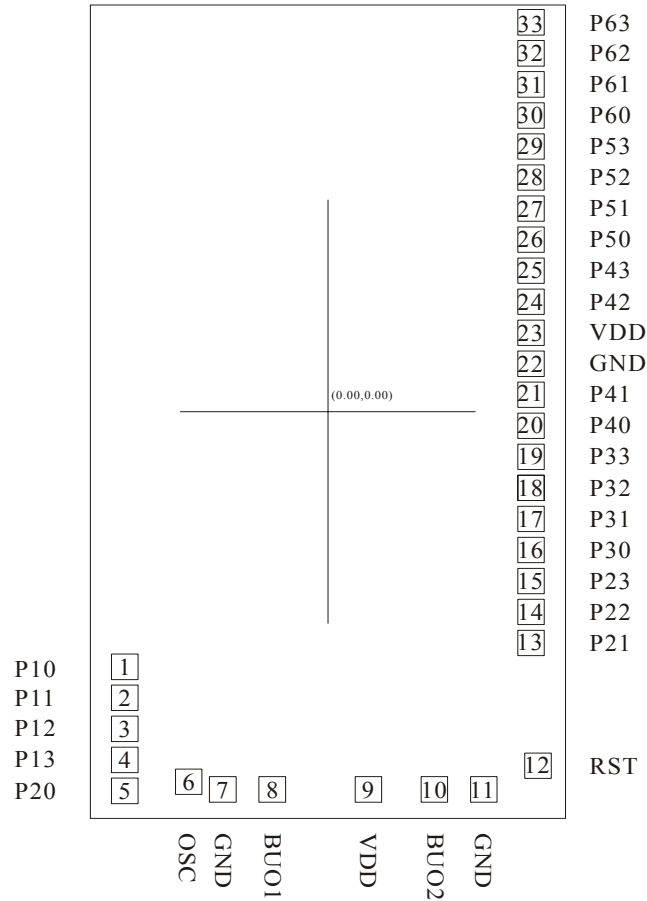 33 P63
32 P62
31 P61
30 P60
29 P53
28 P52
27 P51
26 P50
25 P43
24 P42
23 VDD
22 GND
(0.00,0.00)
21 P41
20 P40
19 P33
18 P32
17 P31
16 P30
15 P23
14 P22
13 P21
P10 1
P11 2
P12 3
P13 4
P20 5
6 7 8 9 10 11
12 RST
OSC
GND
BUO1
VDD
BUO2
GND